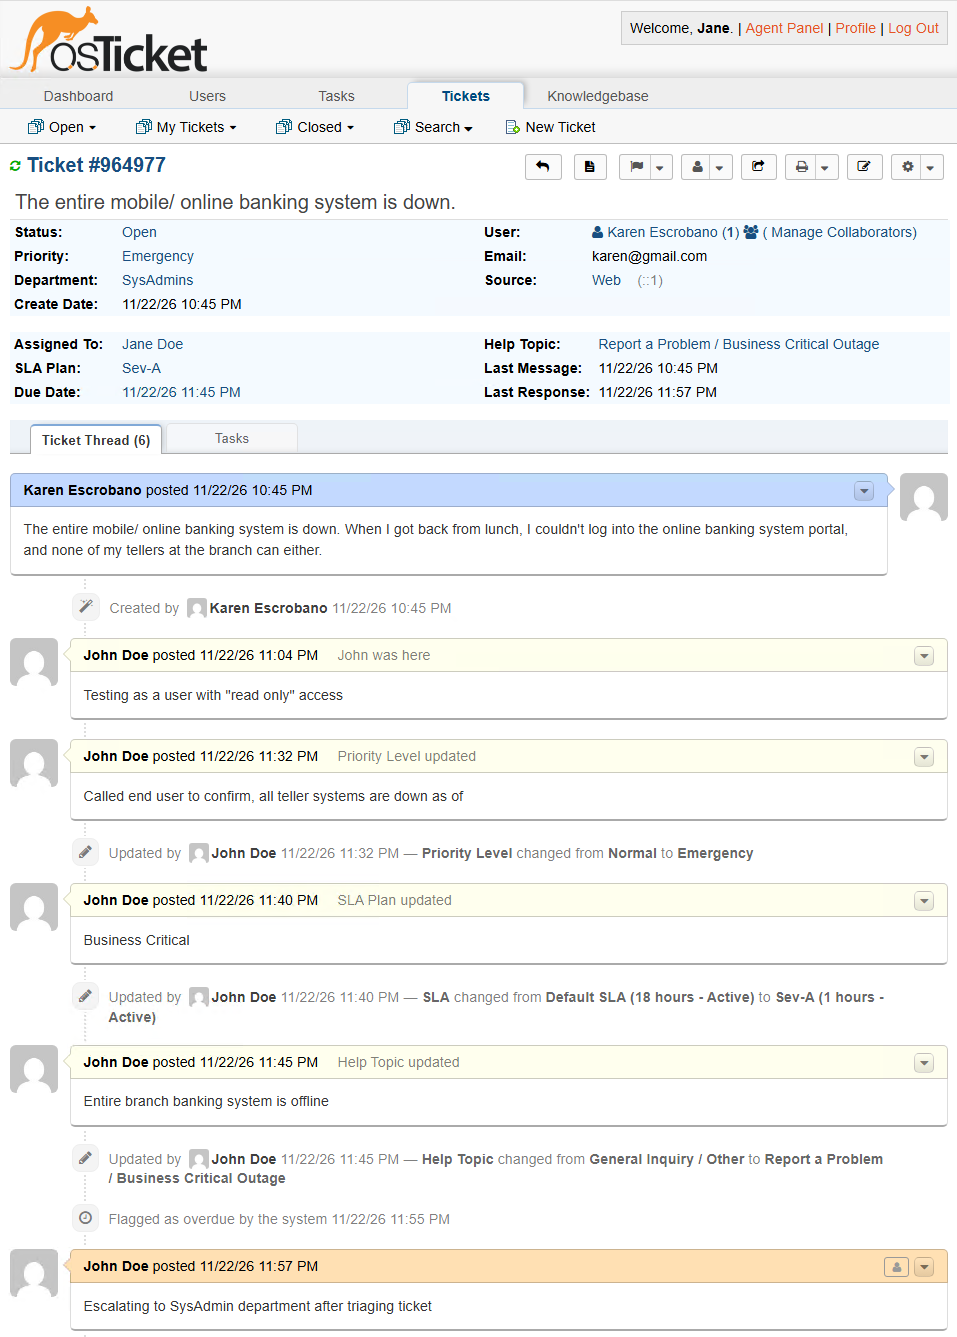 osTicket
Welcome, Jane. | Agent Panel | Profile | Log Out
Dashboard Users Tasks Tickets Knowledgebase
Open My Tickets Closed Search New Ticket
Ticket #964977
The entire mobile/ online banking system is down.
Status: Open User: Karen Escrobano (1) ( Manage Collaborators)
Priority: Emergency Email: karen@gmail.com
Department: SysAdmins Source: Web (::1)
Create Date: 11/22/26 10:45 PM
Assigned To: Jane Doe Help Topic: Report a Problem / Business Critical Outage
SLA Plan: Sev-A Last Message: 11/22/26 10:45 PM
Due Date: 11/22/26 11:45 PM Last Response: 11/22/26 11:57 PM
Ticket Thread (6) Tasks
Karen Escrobano posted 11/22/26 10:45 PM
The entire mobile/ online banking system is down. When I got back from lunch, I couldn't log into the online banking system portal,
and none of my tellers at the branch can either.
Created by Karen Escrobano 11/22/26 10:45 PM
John Doe posted 11/22/26 11:04 PM John was here
Testing as a user with "read only" access
John Doe posted 11/22/26 11:32 PM Priority Level updated
Called end user to confirm, all teller systems are down as of
Updated by John Doe 11/22/26 11:32 PM — Priority Level changed from Normal to Emergency
John Doe posted 11/22/26 11:40 PM SLA Plan updated
Business Critical
Updated by John Doe 11/22/26 11:40 PM — SLA changed from Default SLA (18 hours - Active) to Sev-A (1 hours -
Active)
John Doe posted 11/22/26 11:45 PM Help Topic updated
Entire branch banking system is offline
Updated by John Doe 11/22/26 11:45 PM — Help Topic changed from General Inquiry / Other to Report a Problem
/ Business Critical Outage
Flagged as overdue by the system 11/22/26 11:55 PM
John Doe posted 11/22/26 11:57 PM
Escalating to SysAdmin department after triaging ticket